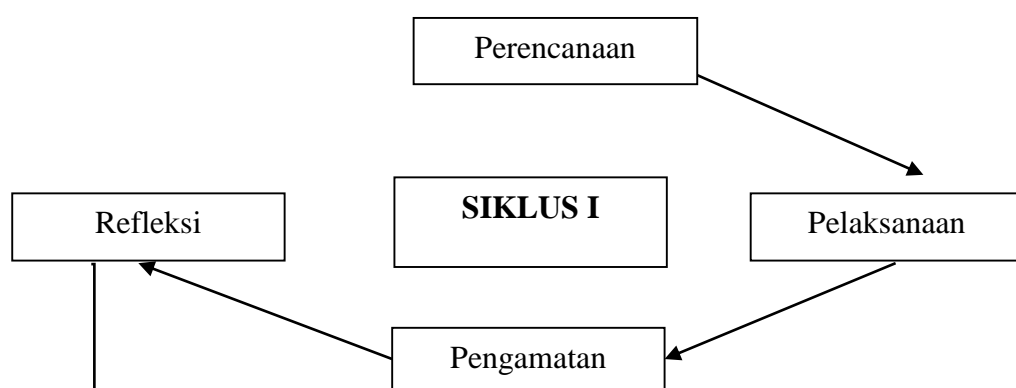 Perencanaan
SIKLUS I
Refleksi
Pelaksanaan
Pengamatan